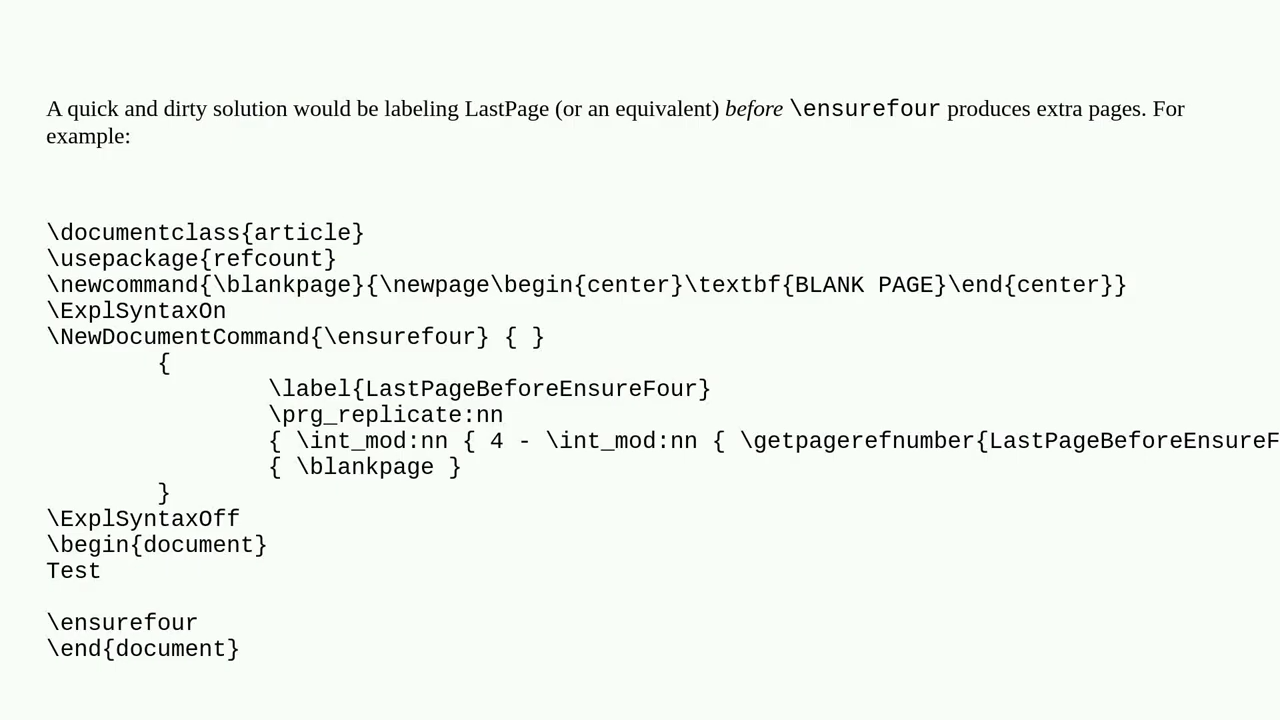 A quick and dirty solution would be labeling LastPage (or an equivalent) before \ensurefour produces extra pages. For
example:
\documentclass{article}
\usepackage{refcount}
\newcommand{\blankpage}{\newpage\begin{center}\textbf{BLANK PAGE}\end{center}}
\ExplSyntaxOn
\NewDocumentCommand{\ensurefour} { }
{
\label{LastPageBeforeEnsureFour}
\prg_replicate:nn
{ \int_mod:nn { 4 - \int_mod:nn { \getpagerefnumber{LastPageBeforeEnsureF
{ \blankpage }
}
\ExplSyntaxOff
\begin{document}
Test
\ensurefour
\end{document}